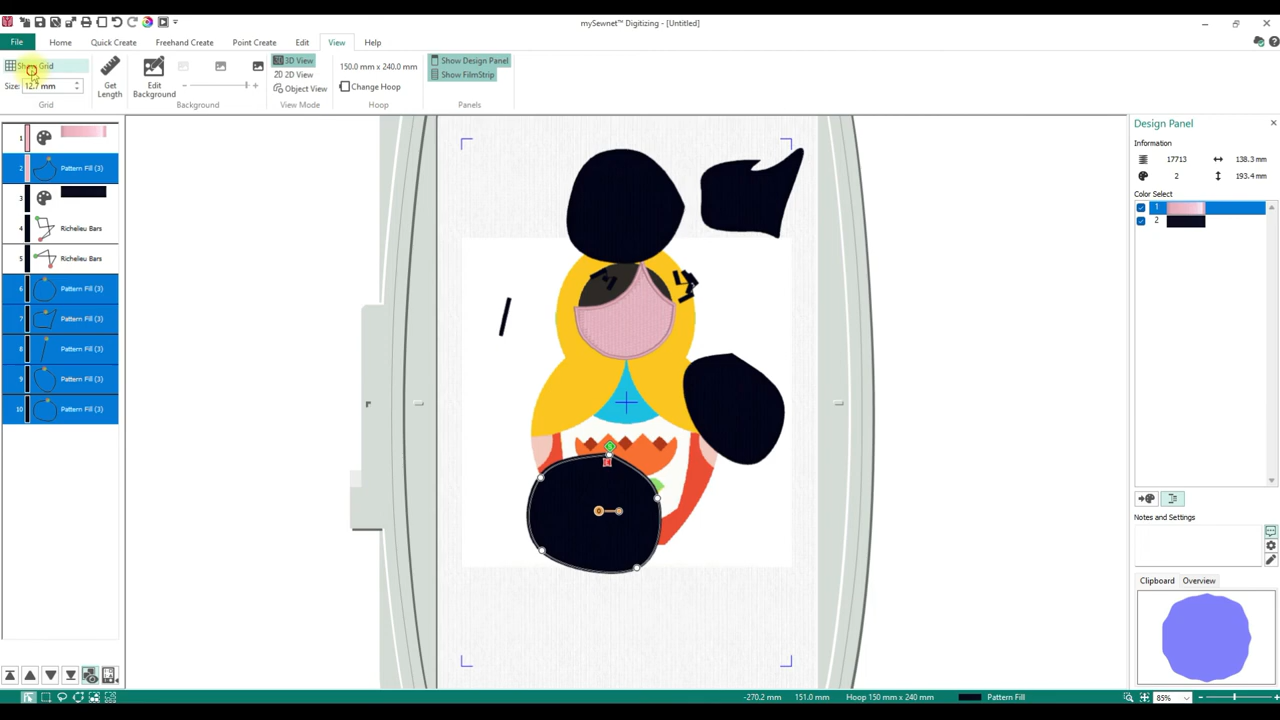 mySewnet Digitizing - [Untitled]
File Home Quick Create Freehand Create Point Create Edit View Help
Show Grid
Size: 12.7 mm
Grid
Get Length
Edit Background
Background
3D View
2D View
Object View
View Mode
150.0 mm x 240.0 mm
Change Hoop
Hoop
Show Design Panel
Show FilmStrip
Panels
1
2 Pattern Fill (3)
3
4 Richelieu Bars
5 Richelieu Bars
6 Pattern Fill (3)
7 Pattern Fill (3)
8 Pattern Fill (3)
9 Pattern Fill (3)
10 Pattern Fill (3)
Design Panel
Information
17713 138.3 mm
2 193.4 mm
Color Select
1
2
Notes and Settings
Clipboard Overview
-270.2 mm 151.0 mm Hoop 150 mm x 240 mm Pattern Fill 85%